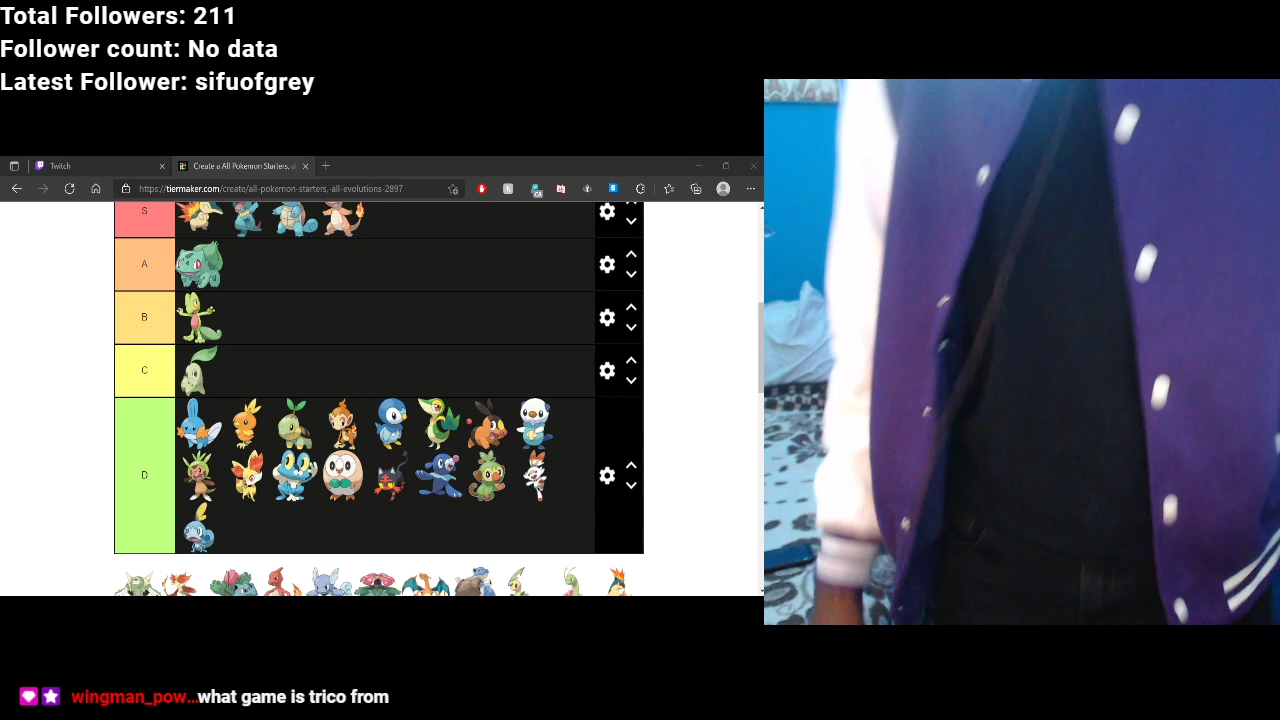 Total Followers: 211
Follower count: No data
Latest Follower: sifuofgrey
Twitch
Create a All Pokemon Starters, a
https://tiermaker.com/create/all-pokemon-starters,-all-evolutions-2897
S
A
B
C
D
wingman_pow... what game is trico from